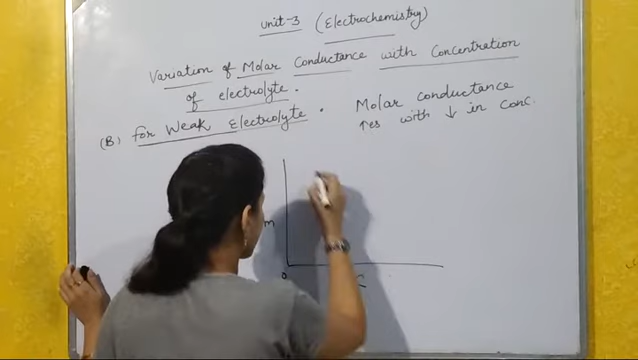 Unit-3 (Electrochemistry)
Variation of Molar Conductance with Concentration
of electrolyte.
(B) For Weak Electrolyte. Molar conductance
↑es with ↓ in conc.
m
0 C